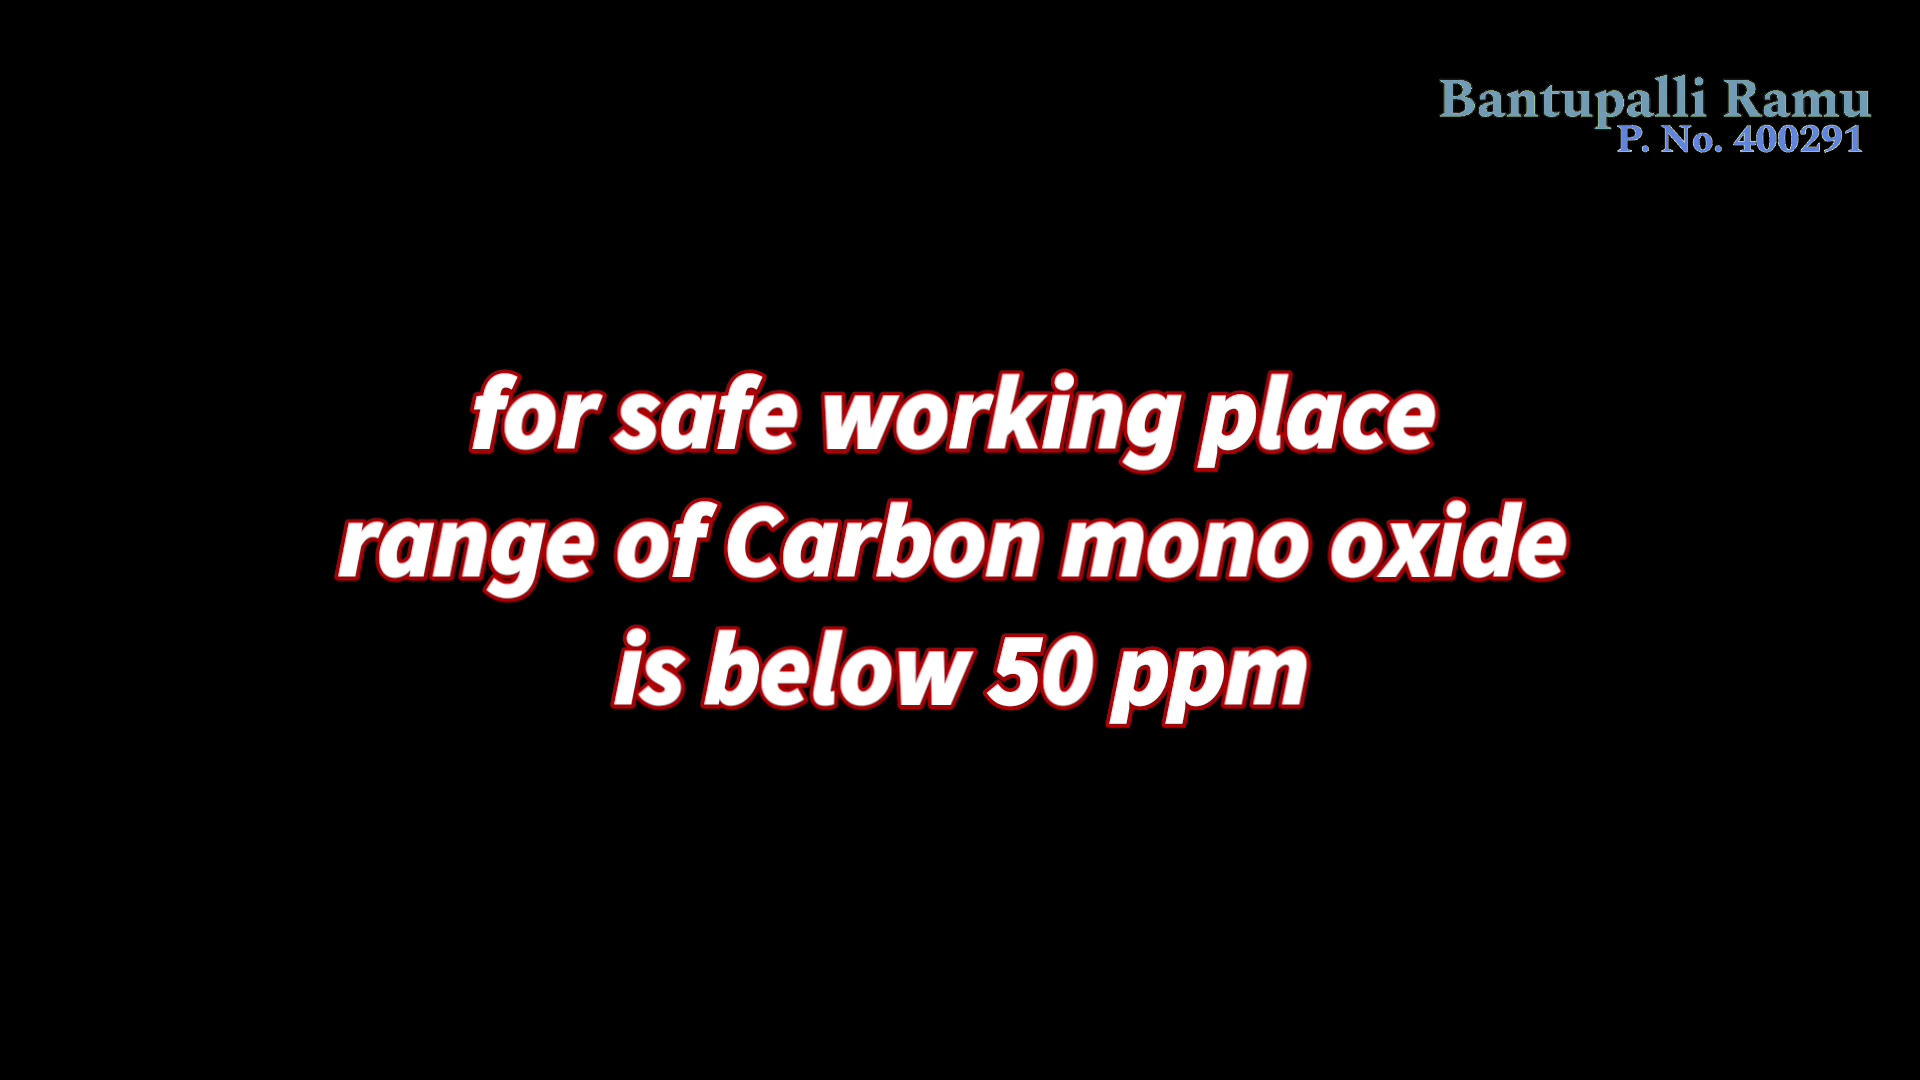 Bantupalli Ramu
P. No. 400291
for safe working place
range of Carbon mono oxide
is below 50 ppm